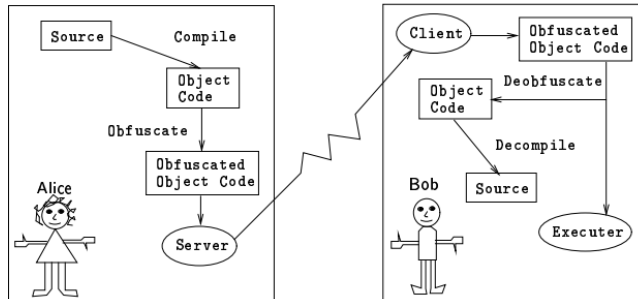 Source
Compile
Object
Code
Obfuscate
Obfuscated
Object Code
Alice
Server
Client
Obfuscated
Object Code
Deobfuscate
Object
Code
Decompile
Source
Bob
Executer